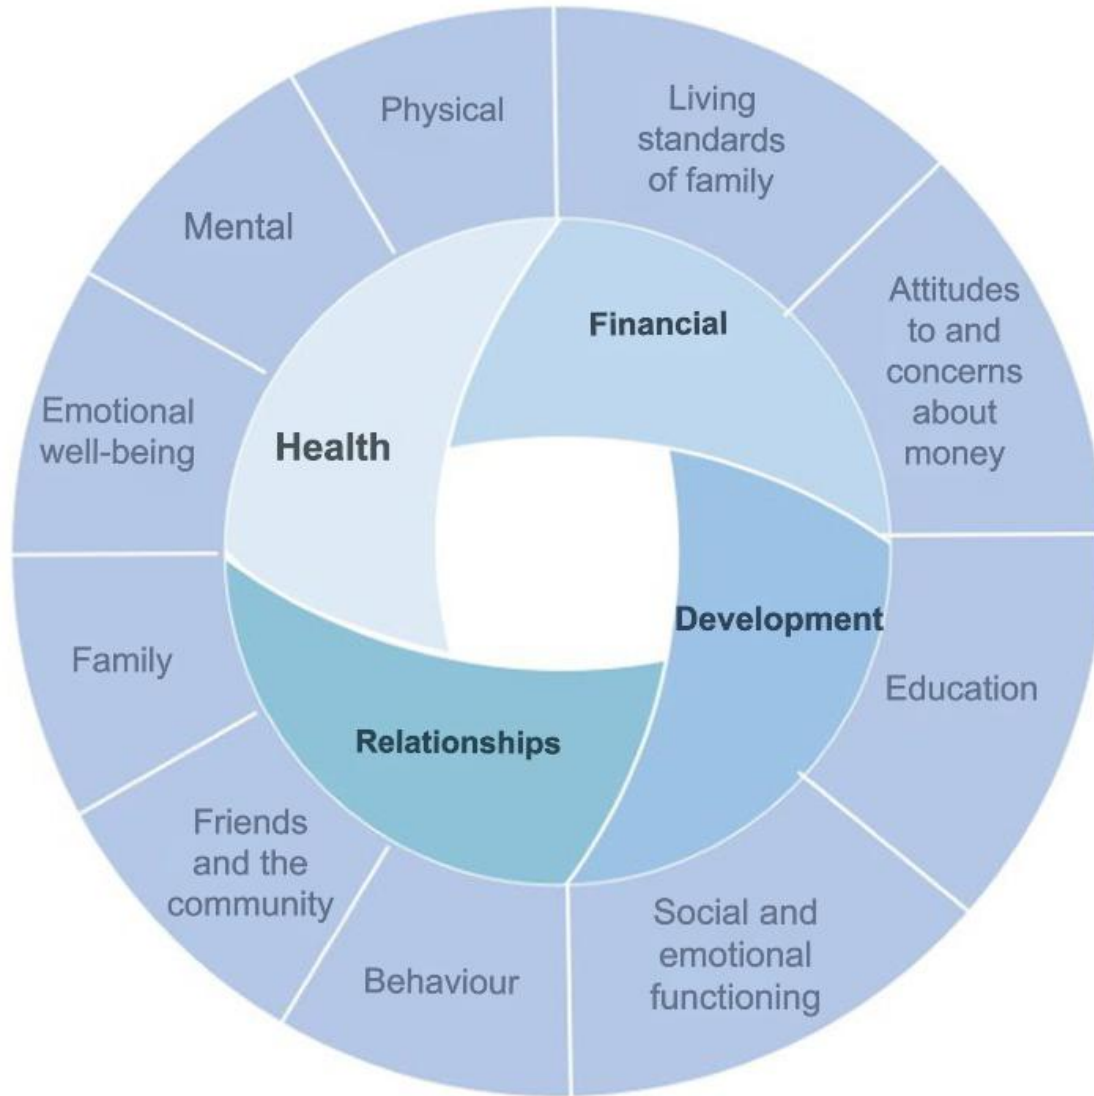 Physical
Living
standards
of family
Mental
Attitudes
to and
concerns
about
money
Financial
Emotional
well-being
Health
Development
Family
Education
Relationships
Friends
and the
community
Social and
emotional
functioning
Behaviour